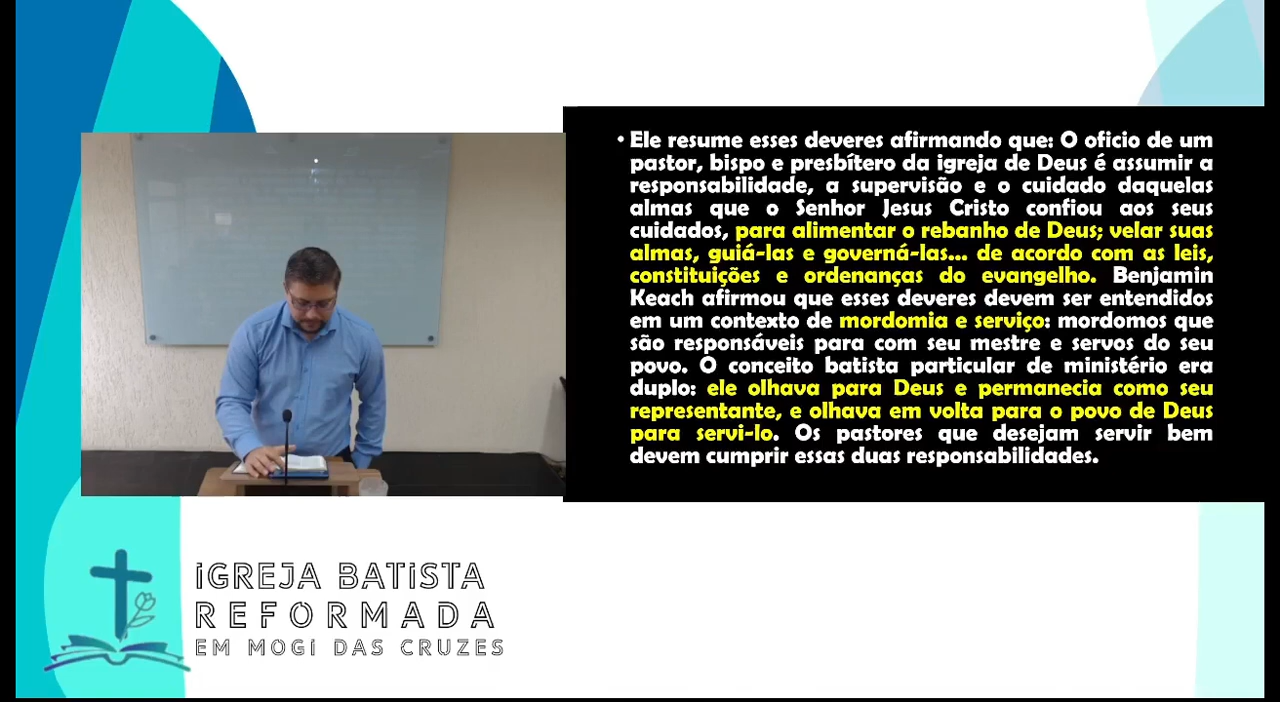 • Ele resume esses deveres afirmando que: O oficio de um
pastor, bispo e presbítero da igreja de Deus é assumir a
responsabilidade, a supervisão e o cuidado daquelas
almas que o Senhor Jesus Cristo confiou aos seus
cuidados, para alimentar o rebanho de Deus; velar suas
almas, guiá-las e governá-las... de acordo com as leis,
constituições e ordenanças do evangelho. Benjamin
Keach afirmou que esses deveres devem ser entendidos
em um contexto de mordomia e serviço: mordomos que
são responsáveis para com seu mestre e servos do seu
povo. O conceito batista particular de ministério era
duplo: ele olhava para Deus e permanecia como seu
representante, e olhava em volta para o povo de Deus
para servi-lo. Os pastores que desejam servir bem
devem cumprir essas duas responsabilidades.
IGREJA BATISTA
REFORMADA
EM MOGI DAS CRUZES